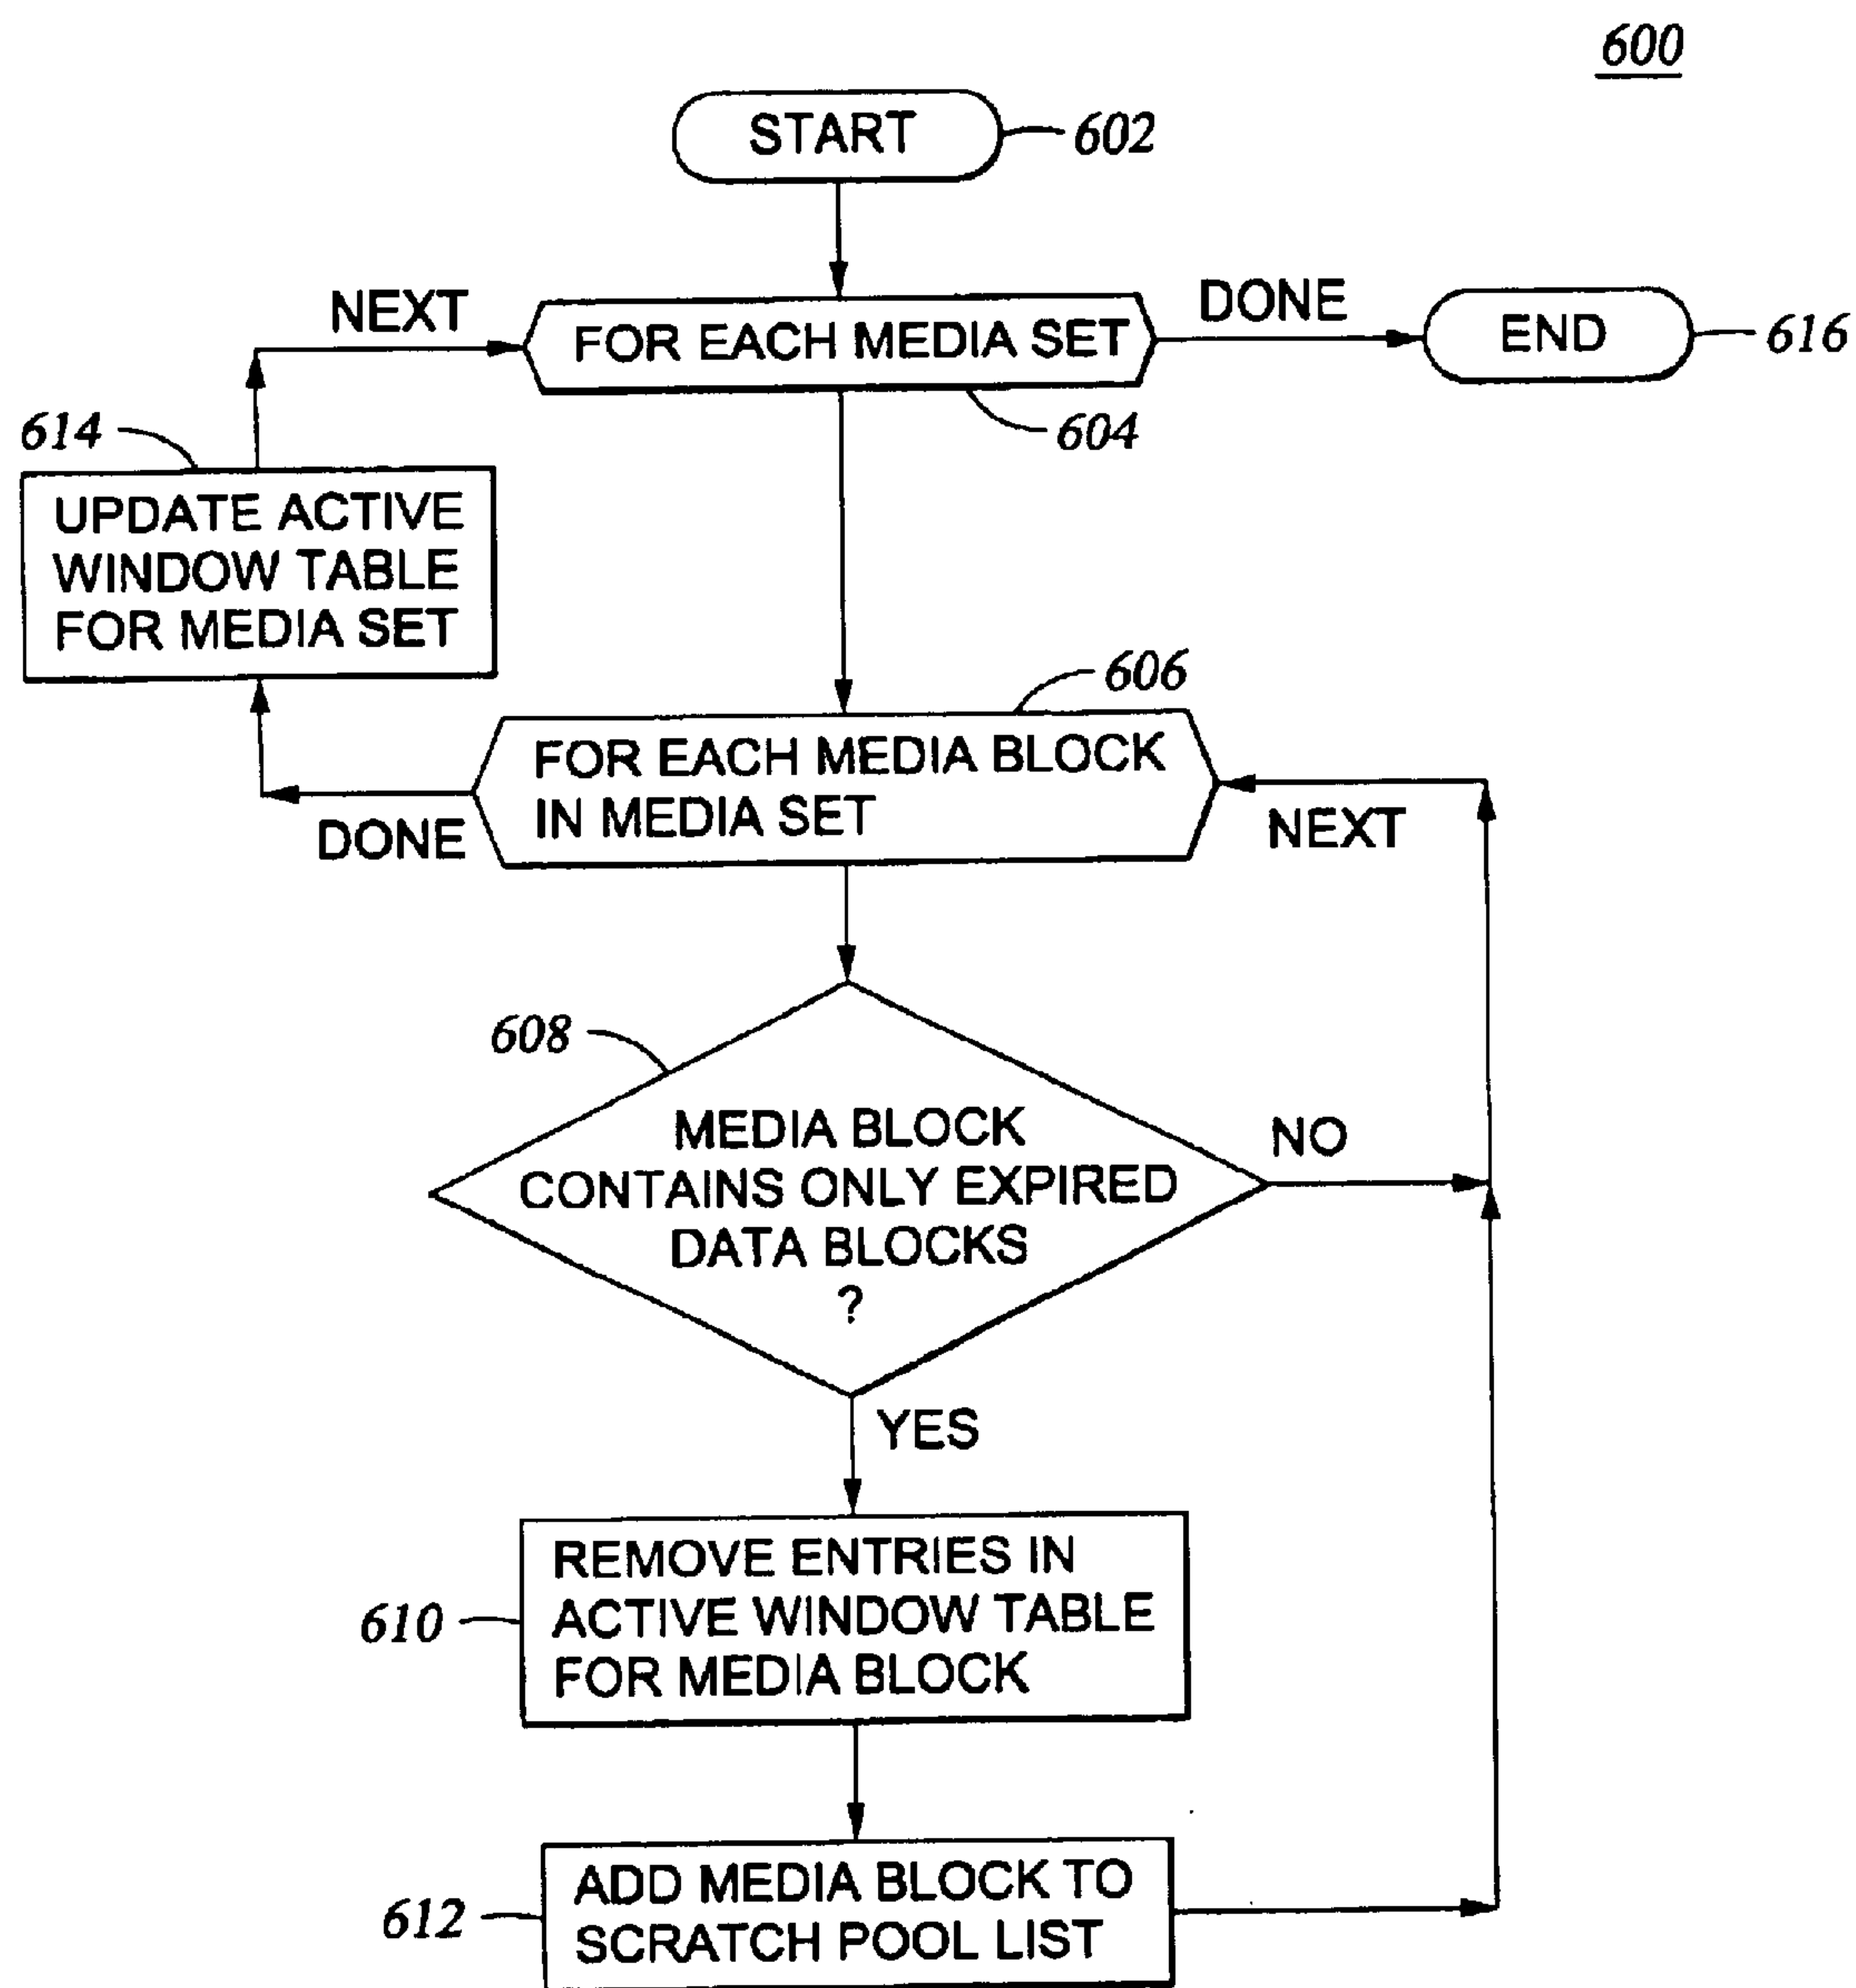 600
START
602
NEXT
FOR EACH MEDIA SET
DONE
END
616
604
614
UPDATE ACTIVE
WINDOW TABLE
FOR MEDIA SET
606
FOR EACH MEDIA BLOCK
IN MEDIA SET
DONE
NEXT
608
MEDIA BLOCK
CONTAINS ONLY EXPIRED
DATA BLOCKS
?
NO
YES
610
REMOVE ENTRIES IN
ACTIVE WINDOW TABLE
FOR MEDIA BLOCK
612
ADD MEDIA BLOCK TO
SCRATCH POOL LIST